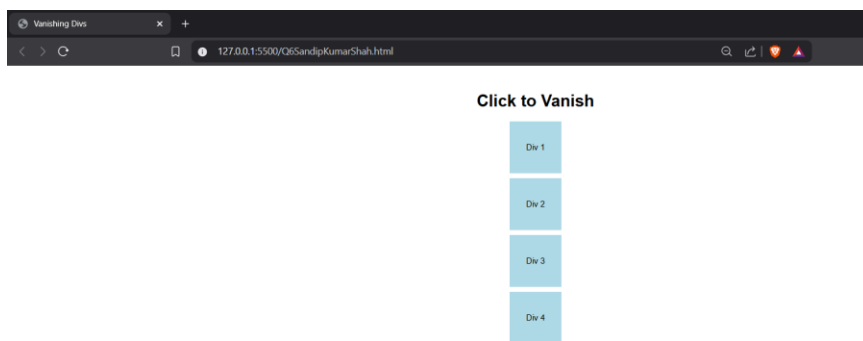 Vanishing Divs
127.0.0.1:5500/Q6SandipKumarShah.html
Click to Vanish
Div 1
Div 2
Div 3
Div 4